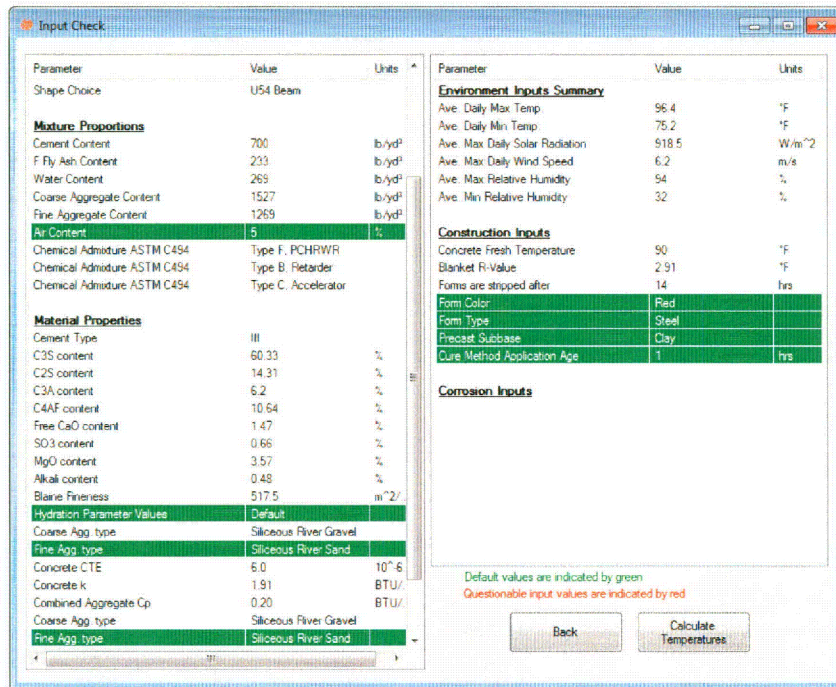 Input Check
Parameter Value Units
Shape Choice U54 Beam
Mixture Proportions
Cement Content 700 lb/yd³
F Fly Ash Content 233 lb/yd³
Water Content 269 lb/yd³
Coarse Aggregate Content 1527 lb/yd³
Fine Aggregate Content 1269 lb/yd³
Air Content 5 %
Chemical Admixture ASTM C494 Type F. PCHRWR
Chemical Admixture ASTM C494 Type B. Retarder
Chemical Admixture ASTM C494 Type C. Accelerator
Material Properties
Cement Type III
C3S content 60.33 %
C2S content 14.31 %
C3A content 6.2 %
C4AF content 10.64 %
Free CaO content 1.47 %
SO3 content 0.66 %
MgO content 3.57 %
Alkali content 0.48 %
Blaine Fineness 517.5 m^2/.
Hydration Parameter Values Default
Coarse Agg. type Siliceous River Gravel
Fine Agg. type Siliceous River Sand
Concrete CTE 6.0 10^-6
Concrete k 1.91 BTU/.
Combined Aggregate Cp 0.20 BTU/.
Coarse Agg. type Siliceous River Gravel
Fine Agg. type Siliceous River Sand
Parameter Value Units
Environment Inputs Summary
Ave. Daily Max Temp 96.4 °F
Ave. Daily Min Temp 75.2 °F
Ave. Max Daily Solar Radiation 918.5 W/m^2
Ave. Max Daily Wind Speed 6.2 m/s
Ave. Max Relative Humidity 94 %
Ave. Min Relative Humidity 32 %
Construction Inputs
Concrete Fresh Temperature 90 °F
Blanket R-Value 2.91 °F
Forms are stripped after 14 hrs
Form Color Red
Form Type Steel
Precast Subbase Clay
Cure Method Application Age 1 hrs
Corrosion Inputs
Default values are indicated by green
Questionable input values are indicated by red
Back
Calculate
Temperatures